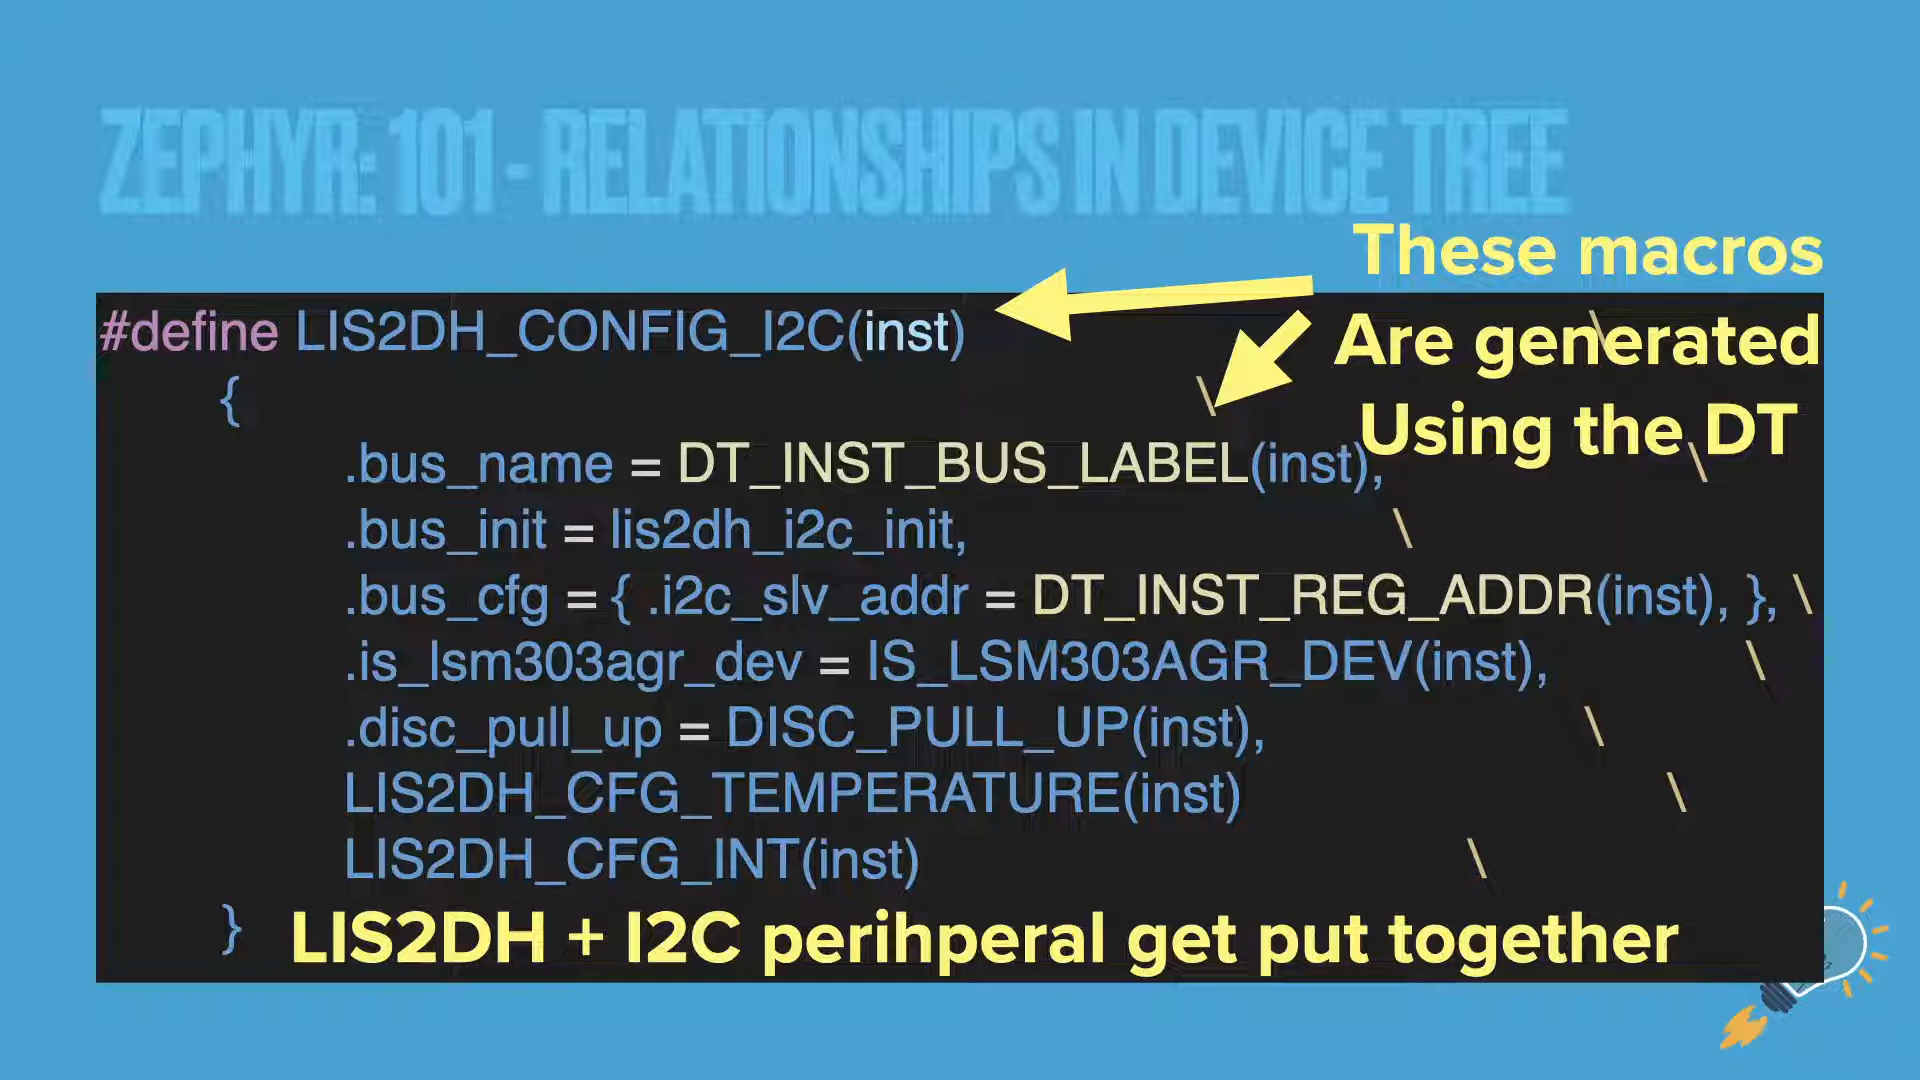 ZEPHYR: 101 - RELATIONSHIPS IN DEVICE TREE
These macros
Are generated
Using the DT
#define LIS2DH_CONFIG_I2C(inst) \
{ \
.bus_name = DT_INST_BUS_LABEL(inst), \
.bus_init = lis2dh_i2c_init, \
.bus_cfg = { .i2c_slv_addr = DT_INST_REG_ADDR(inst), }, \
.is_lsm303agr_dev = IS_LSM303AGR_DEV(inst), \
.disc_pull_up = DISC_PULL_UP(inst), \
LIS2DH_CFG_TEMPERATURE(inst) \
LIS2DH_CFG_INT(inst) \
}
LIS2DH + I2C perihperal get put together